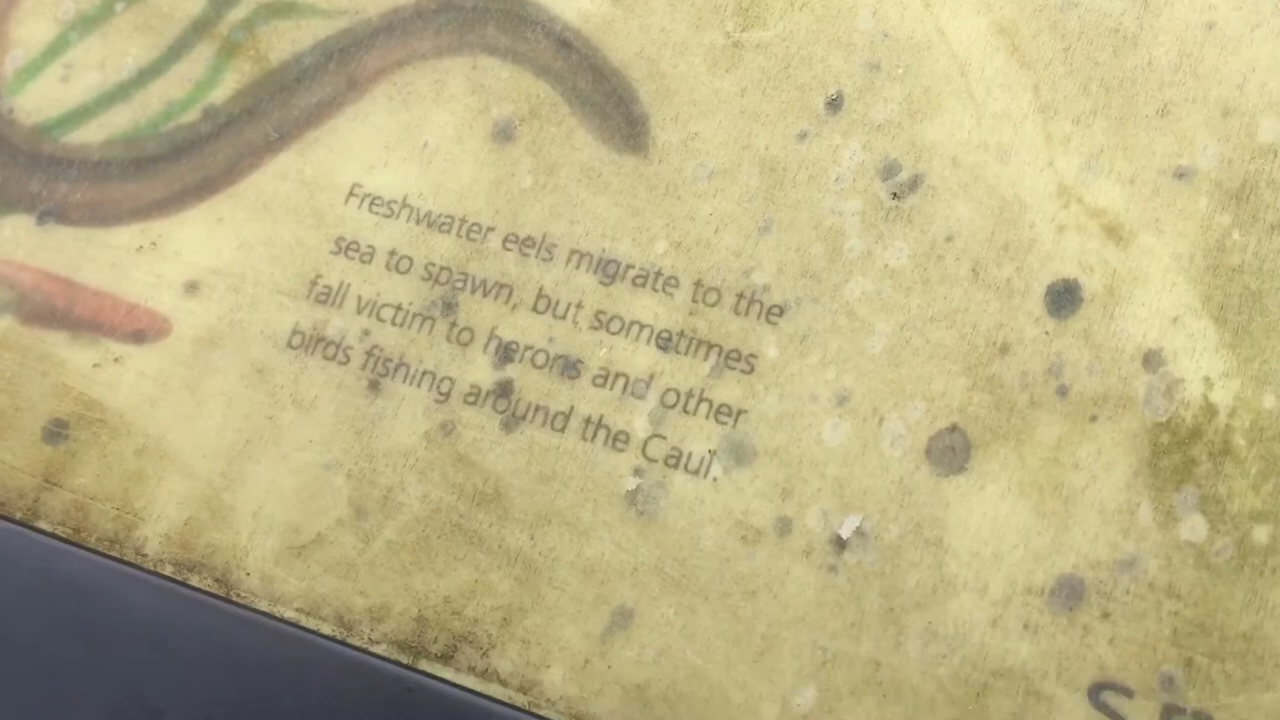 Freshwater eels migrate to the
sea to spawn, but sometimes
fall victim to herons and other
birds fishing around the Caul.